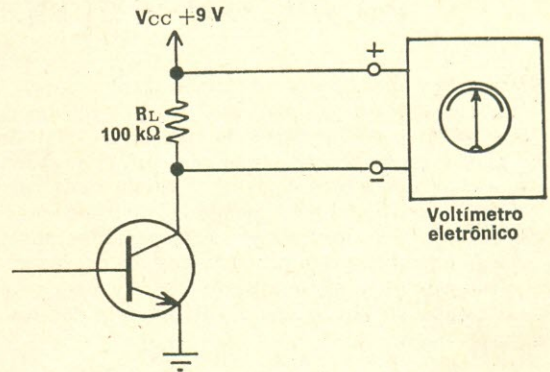 VCC +9 V
+
RL
100 kΩ
–
Voltímetro
eletrônico